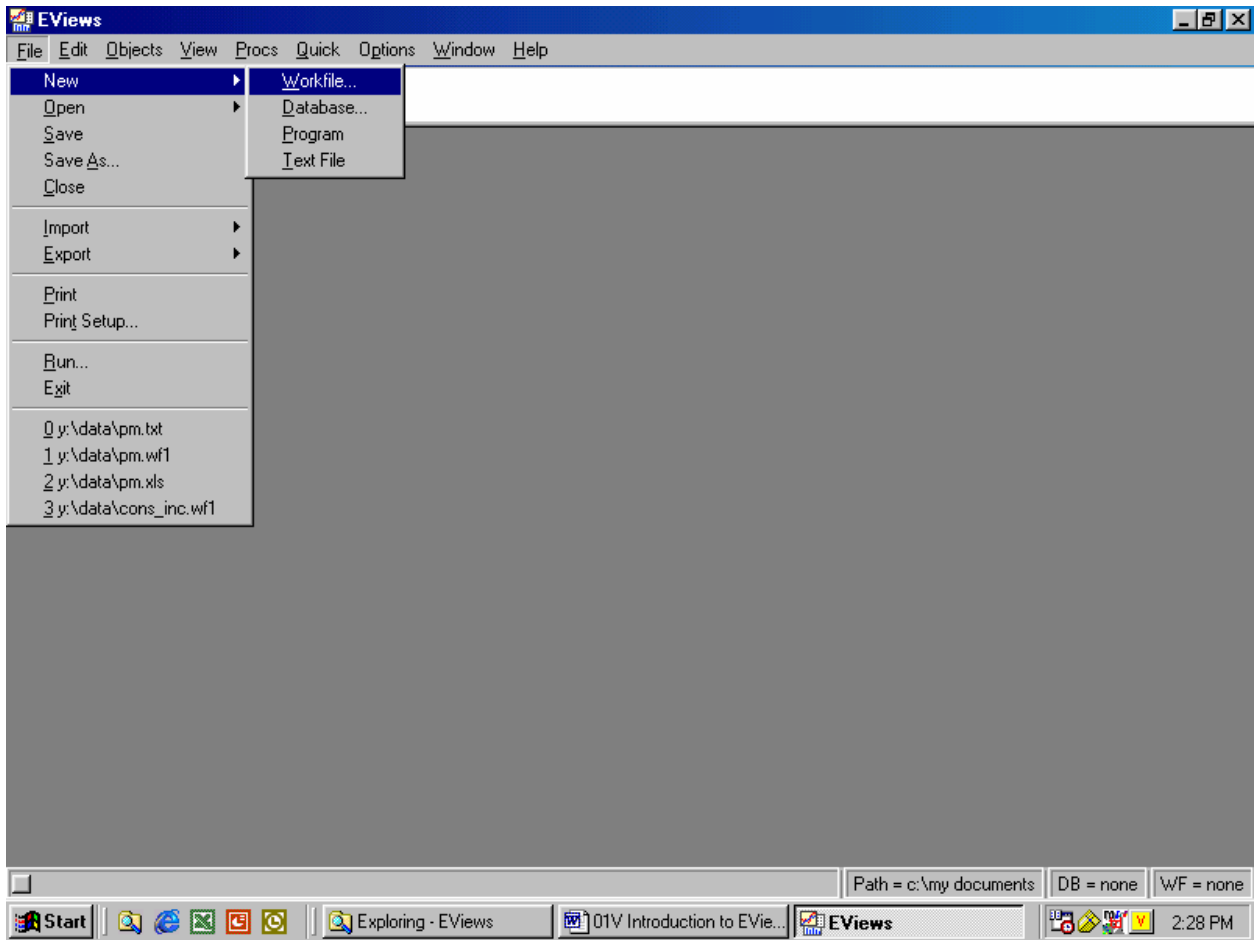 EViews
File Edit Objects View Procs Quick Options Window Help
New
Open
Save
Save As...
Close
Import
Export
Print
Print Setup...
Run...
Exit
0 y:\data\pm.txt
1 y:\data\pm.wf1
2 y:\data\pm.xls
3 y:\data\cons_inc.wf1
Workfile...
Database...
Program
Text File
Path = c:\my documents DB = none WF = none
Start Exploring - EViews 01V Introduction to EVie... EViews 2:28 PM